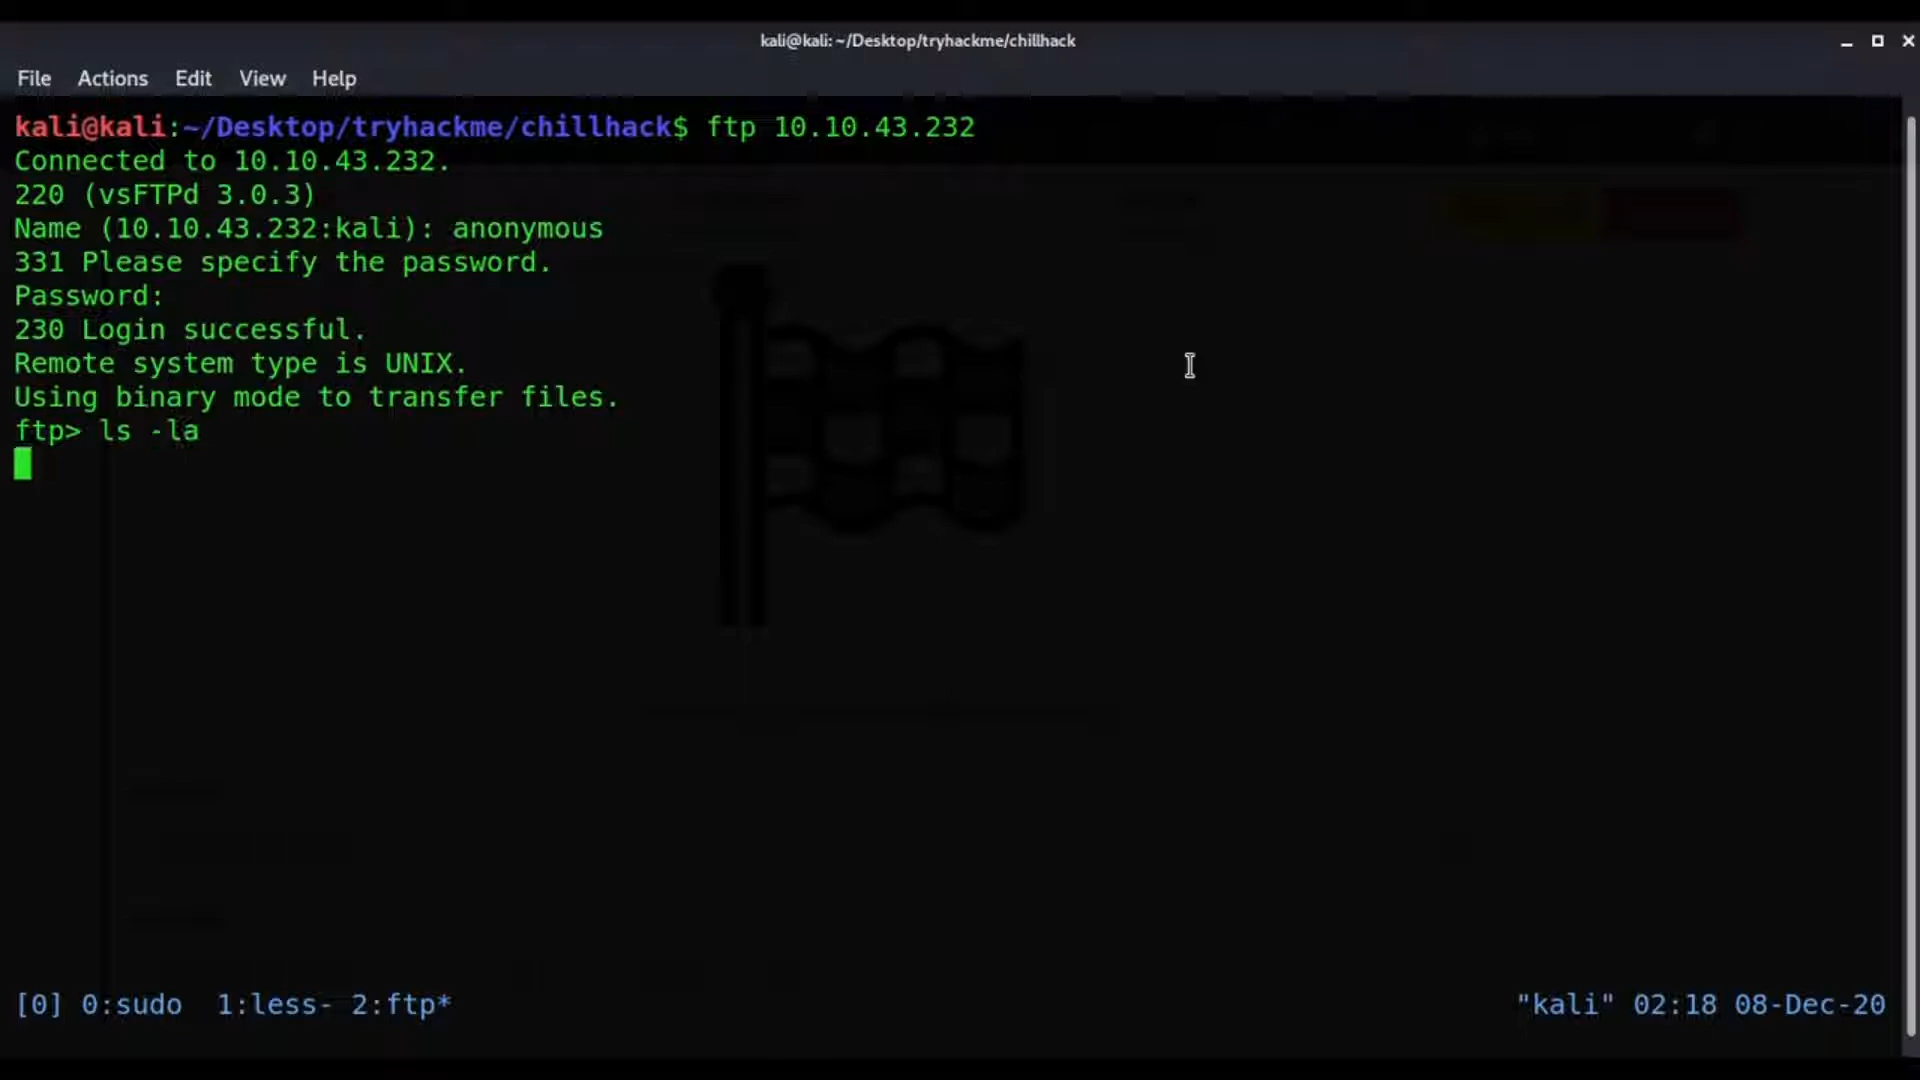 kali@kali: ~/Desktop/tryhackme/chillhack
File Actions Edit View Help
kali@kali:~/Desktop/tryhackme/chillhack$ ftp 10.10.43.232
Connected to 10.10.43.232.
220 (vsFTPd 3.0.3)
Name (10.10.43.232:kali): anonymous
331 Please specify the password.
Password:
230 Login successful.
Remote system type is UNIX.
Using binary mode to transfer files.
ftp> ls -la
[0] 0:sudo  1:less- 2:ftp* "kali" 02:18 08-Dec-20